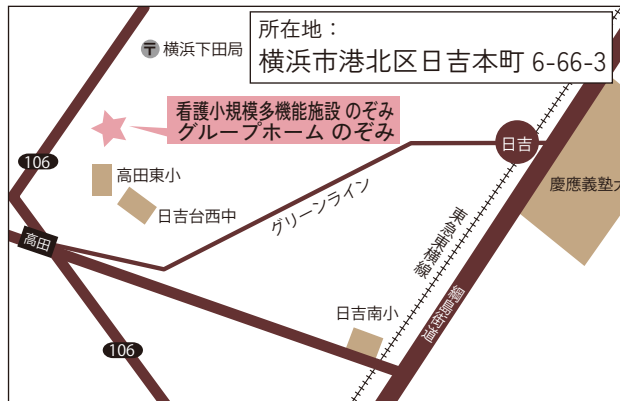 所在地：
横浜市港北区日吉本町 6-66-3
〒 横浜下田局
看護小規模多機能施設 のぞみ
グループホーム のぞみ
106
高田東小
日吉台西中
グリーンライン
日吉
慶應義塾大
東急東横線
高田
綱島街道
日吉南小
106